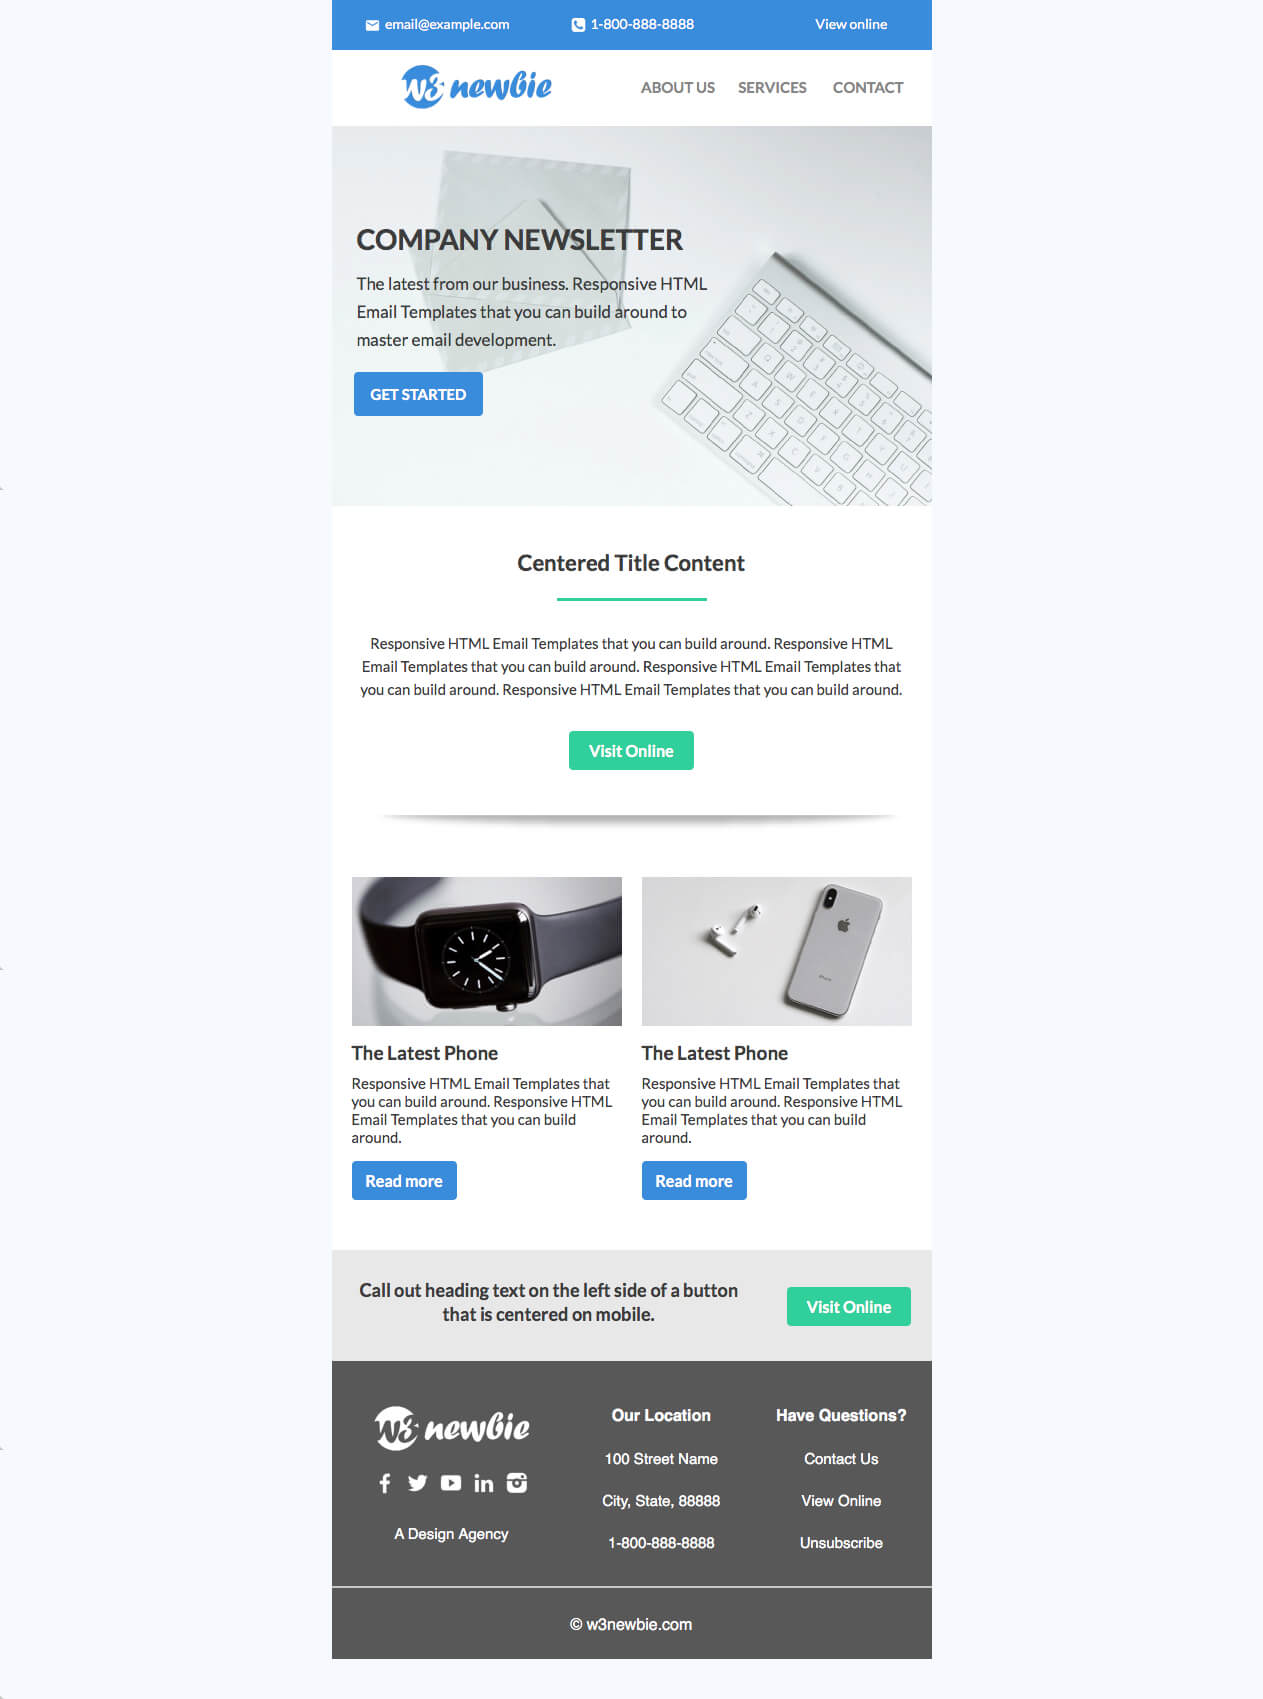 email@example.com
1-800-888-8888
View online
w3 newbie
ABOUT US
SERVICES
CONTACT
COMPANY NEWSLETTER
The latest from our business. Responsive HTML
Email Templates that you can build around to
master email development.
GET STARTED
Centered Title Content
Responsive HTML Email Templates that you can build around. Responsive HTML
Email Templates that you can build around. Responsive HTML Email Templates that
you can build around. Responsive HTML Email Templates that you can build around.
Visit Online
iPhone
The Latest Phone
Responsive HTML Email Templates that
you can build around. Responsive HTML
Email Templates that you can build
around.
Read more
The Latest Phone
Responsive HTML Email Templates that
you can build around. Responsive HTML
Email Templates that you can build
around.
Read more
Call out heading text on the left side of a button
that is centered on mobile.
Visit Online
w3 newbie
A Design Agency
Our Location
100 Street Name
City, State, 88888
1-800-888-8888
Have Questions?
Contact Us
View Online
Unsubscribe
© w3newbie.com